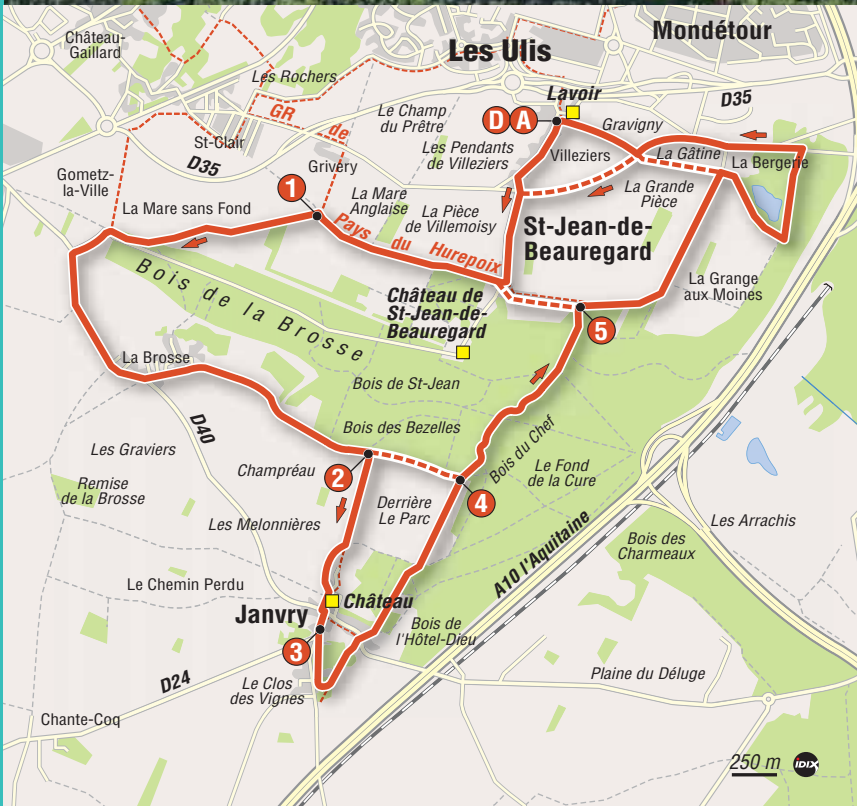 Mondétour
Château-
Gaillard
Les Ulis
Les Rochers
Lavoir
D35
GR de
Le Champ
du Prêtre
D A
Gravigny
St-Clair
Les Pendants
de Villeziers
Villeziers
La Gâtine
La Bergerie
D35
Grivery
Gometz-
la-Ville
1
La Mare
Anglaise
La Grande
Pièce
La Mare sans Fond
La Pièce
de Villemoisy
St-Jean-de-
Beauregard
Pays du Hurepoix
Bois de la Brosse
Château de
St-Jean-de-
Beauregard
La Grange
aux Moines
5
La Brosse
Bois de St-Jean
D40
Bois des Bezelles
Les Graviers
Champréau
2
Bois du Chef
Le Fond
de la Cure
Remise
de la Brosse
4
Derrière
Le Parc
Les Melonnières
A10 l'Aquitaine
Les Arrachis
Bois des
Charmeaux
Le Chemin Perdu
Château
Janvry
Bois de
l'Hôtel-Dieu
3
D24
Le Clos
des Vignes
Plaine du Déluge
Chante-Coq
250 m
iDIX